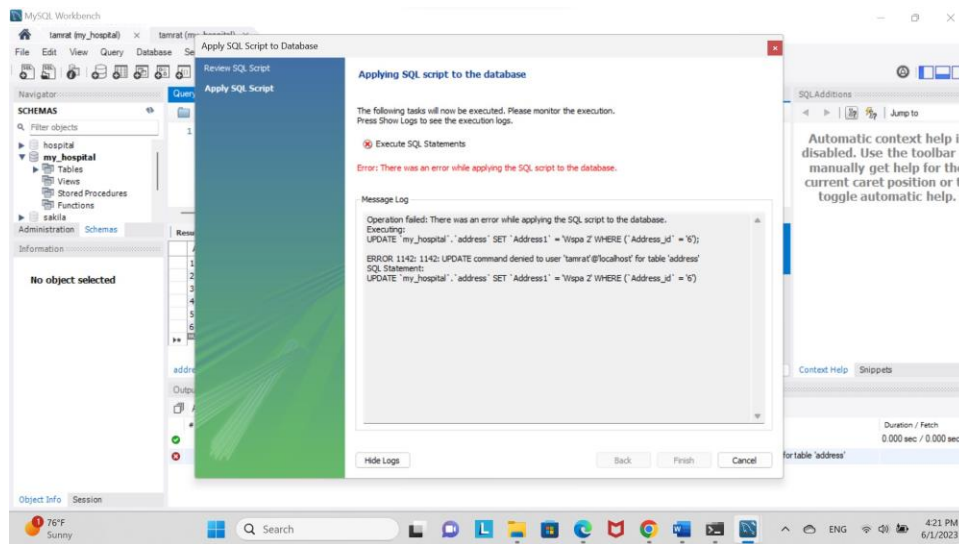 MySQL Workbench
tamrat (my_hospital) ×
File Edit View Query Database
Navigator
SCHEMAS
Filter objects
hospital
my_hospital
Tables
Views
Stored Procedures
Functions
sakila
Administration Schemas
Information
No object selected
Object Info Session
Apply SQL Script to Database
Review SQL Script
Apply SQL Script
Applying SQL script to the database
The following tasks will now be executed. Please monitor the execution.
Press Show Logs to see the execution logs.
Execute SQL Statements
Error: There was an error while applying the SQL script to the database.
Message Log
Operation failed: There was an error while applying the SQL script to the database.
Executing:
UPDATE `my_hospital`.`address` SET `Address1` = 'Wspa 2' WHERE (`Address_id` = '6');
ERROR 1142: 1142: UPDATE command denied to user 'tamrat'@'localhost' for table 'address'
SQL Statement:
UPDATE `my_hospital`.`address` SET `Address1` = 'Wspa 2' WHERE (`Address_id` = '6')
Hide Logs Back Finish Cancel
1
1
2
3
4
5
6
#
SQLAdditions
Jump to
Automatic context help i
disabled. Use the toolbar
manually get help for the
current caret position or t
toggle automatic help.
Context Help Snippets
Duration / Fetch
0.000 sec / 0.000 sec
for table 'address'
76°F
Sunny
Search
ENG
4:21 PM
6/1/2023